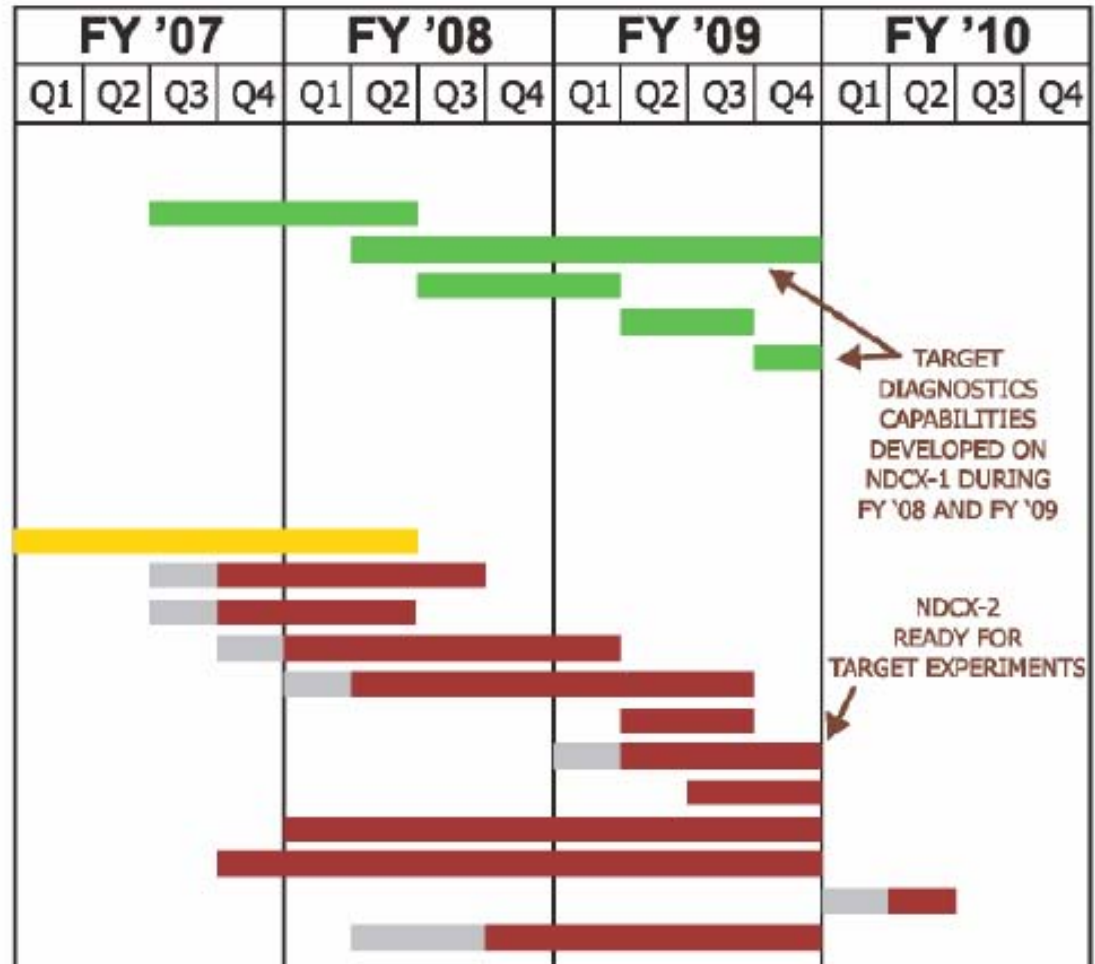 FY ’07 FY ’08 FY ’09 FY ’10
Q1 Q2 Q3 Q4 Q1 Q2 Q3 Q4 Q1 Q2 Q3 Q4 Q1 Q2 Q3 Q4
TARGET
DIAGNOSTICS
CAPABILITIES
DEVELOPED ON
NDCX-1 DURING
FY ‘08 AND FY ‘09
NDCX-2
READY FOR
TARGET EXPERIMENTS